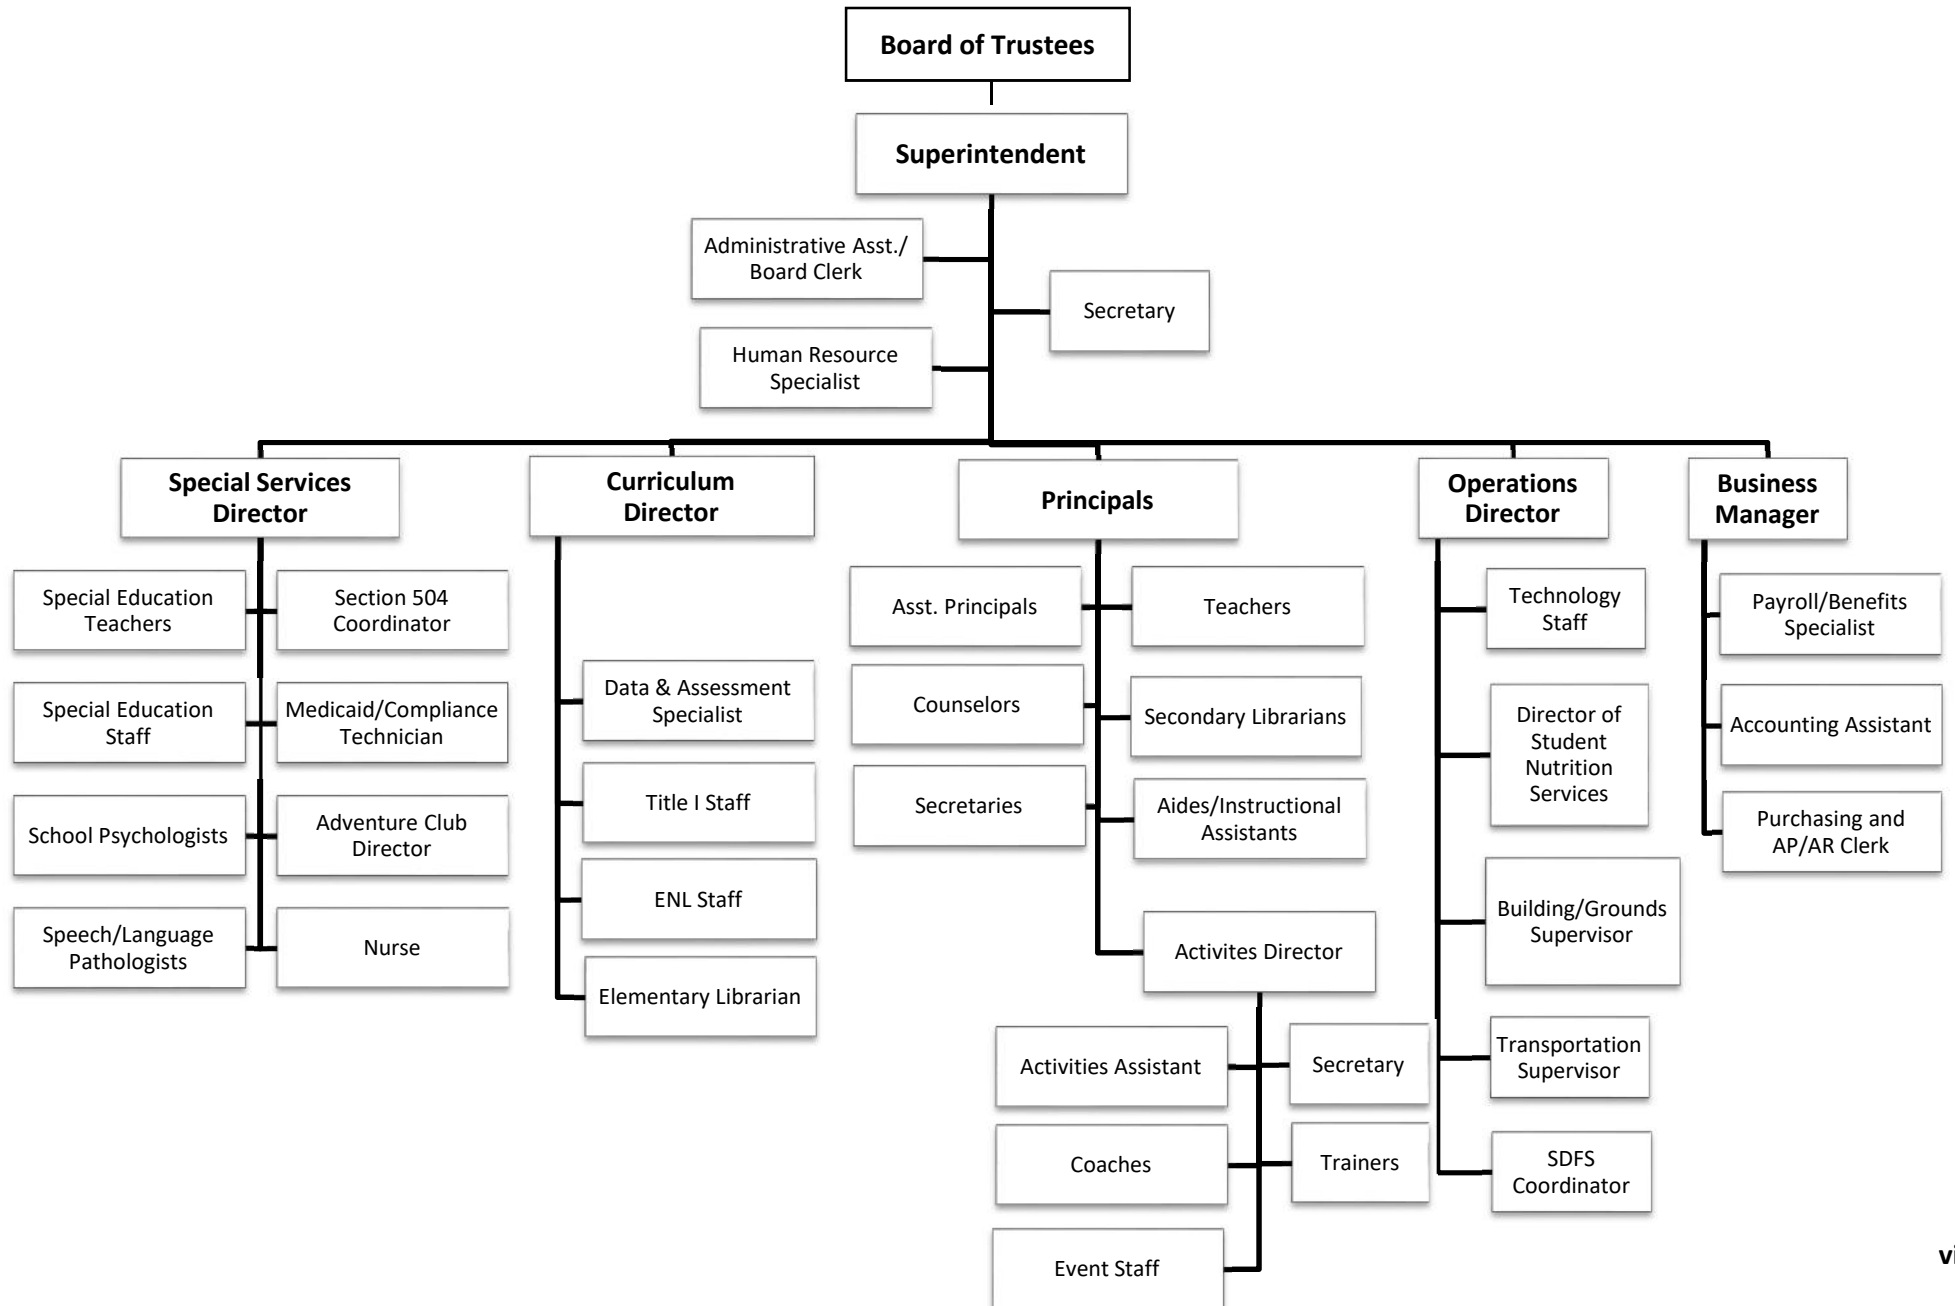 Board of Trustees
Superintendent
Administrative Asst./
Board Clerk
Secretary
Human Resource
Specialist
Special Services
Director
Curriculum
Director
Principals
Operations
Director
Business
Manager
Special Education
Teachers
Section 504
Coordinator
Special Education
Staff
Medicaid/Compliance
Technician
School Psychologists
Adventure Club
Director
Speech/Language
Pathologists
Nurse
Data & Assessment
Specialist
Title I Staff
ENL Staff
Elementary Librarian
Asst. Principals
Teachers
Counselors
Secondary Librarians
Secretaries
Aides/Instructional
Assistants
Activites Director
Activities Assistant
Secretary
Coaches
Trainers
Event Staff
Technology
Staff
Director of
Student
Nutrition
Services
Building/Grounds
Supervisor
Transportation
Supervisor
SDFS
Coordinator
Payroll/Benefits
Specialist
Accounting Assistant
Purchasing and
AP/AR Clerk
vi